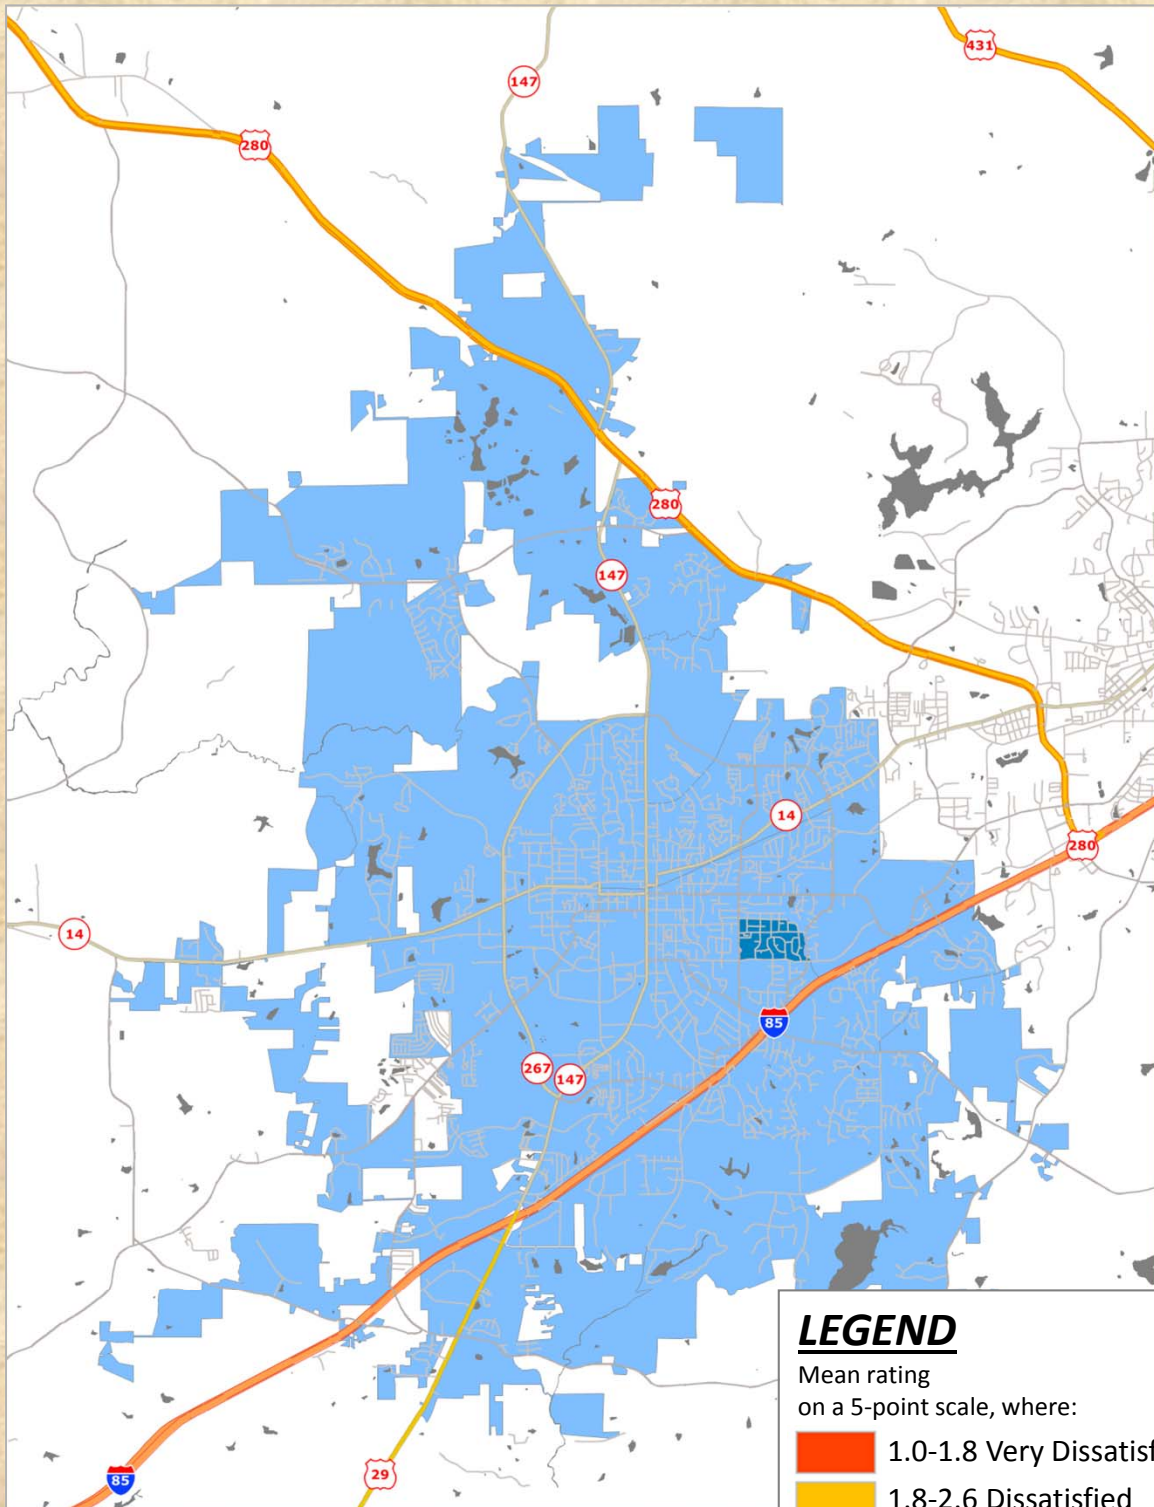 431
147
280
280
147
14
280
14
85
267
147
29
85
LEGEND
Mean rating
on a 5-point scale, where:
1.0-1.8 Very Dissatisf
1.8-2.6 Dissatisfied